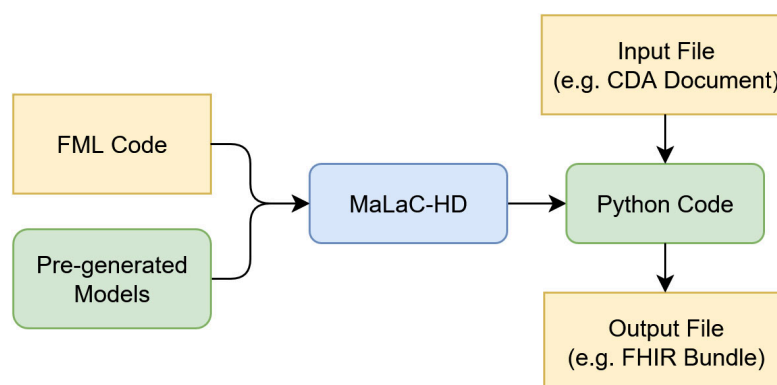 Input File
(e.g. CDA Document)
FML Code
MaLaC-HD
Python Code
Pre-generated
Models
Output File
(e.g. FHIR Bundle)